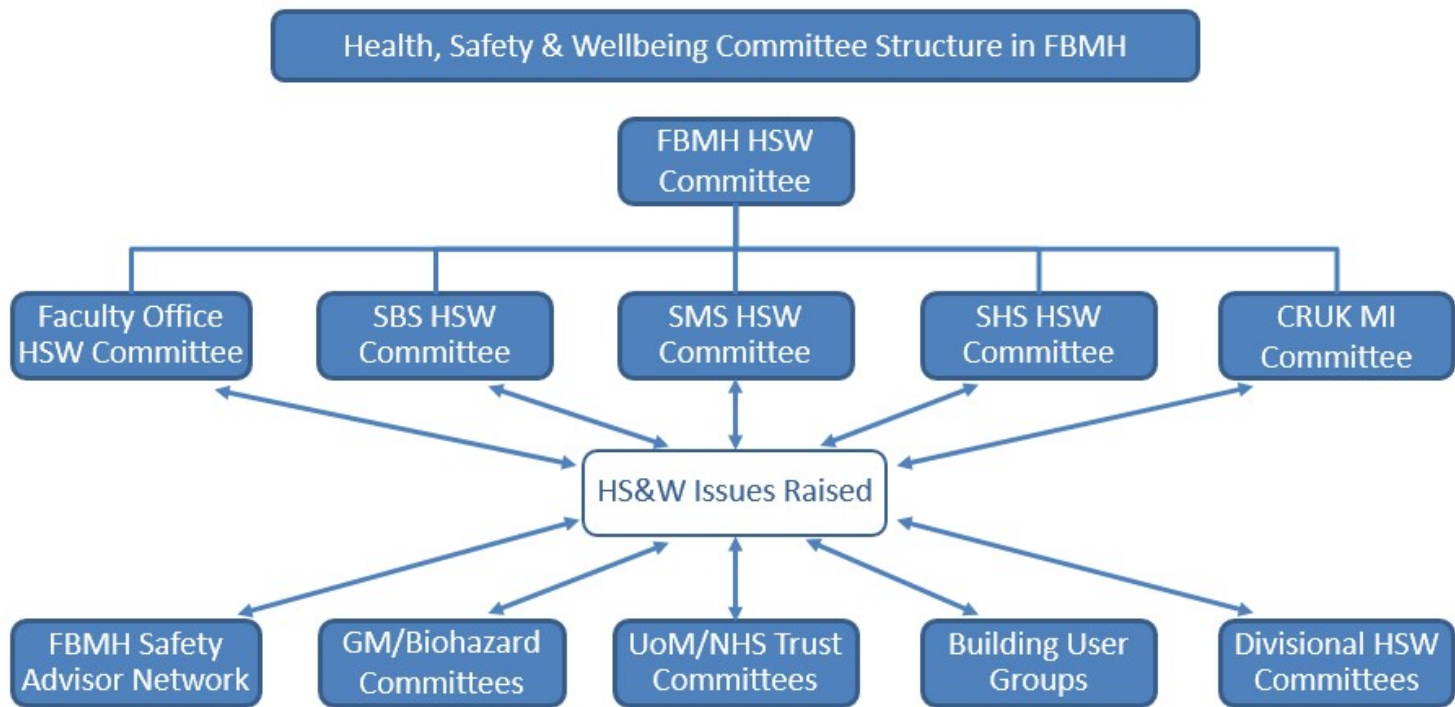 Health, Safety & Wellbeing Committee Structure in FBMH
FBMH HSW
Committee
Faculty Office
HSW Committee
SBS HSW
Committee
SMS HSW
Committee
SHS HSW
Committee
CRUK MI
Committee
HS&W Issues Raised
FBMH Safety
Advisor Network
GM/Biohazard
Committees
UoM/NHS Trust
Committees
Building User
Groups
Divisional HSW
Committees